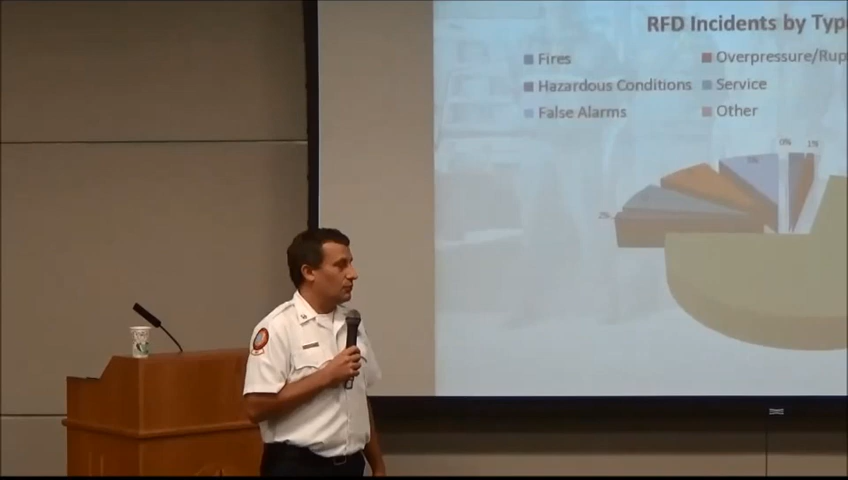 RFD Incidents by Typ
Fires
Overpressure/Rup
Hazardous Conditions
Service
False Alarms
Other
0%
1%
2%